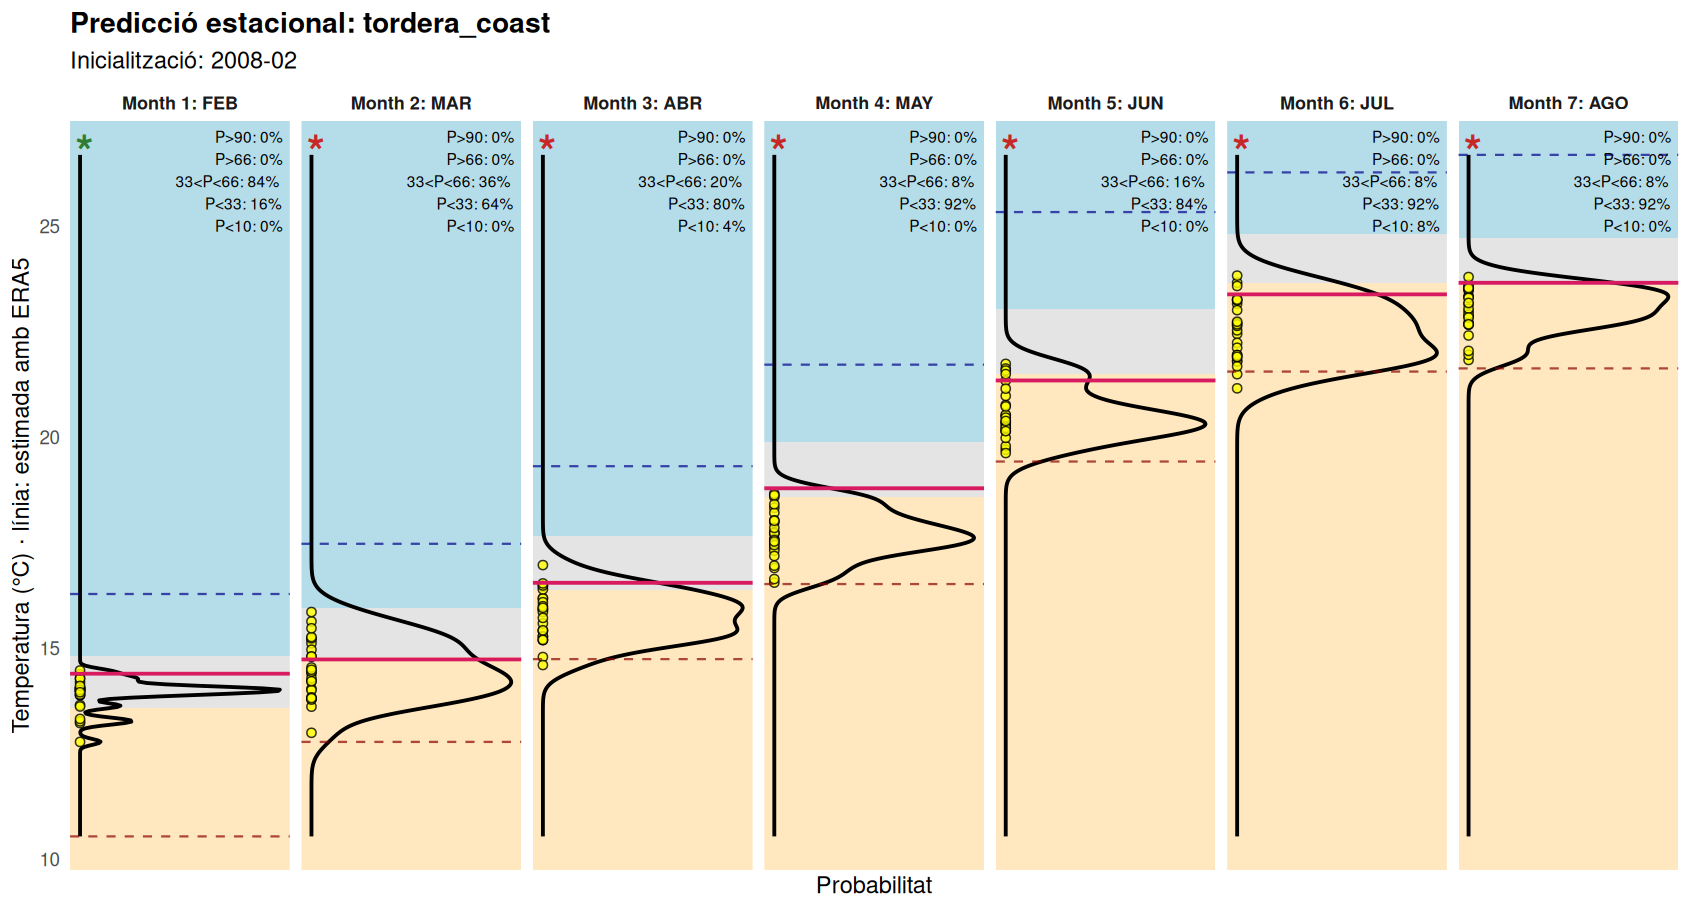 Predicció estacional: tordera_coast
Inicialització: 2008-02
Month 1: FEB
Month 2: MAR
Month 3: ABR
Month 4: MAY
Month 5: JUN
Month 6: JUL
Month 7: AGO
*
P>90: 0%
P>66: 0%
33<P<66: 84%
P<33: 16%
P<10: 0%
*
P>90: 0%
P>66: 0%
33<P<66: 36%
P<33: 64%
P<10: 0%
*
P>90: 0%
P>66: 0%
33<P<66: 20%
P<33: 80%
P<10: 4%
*
P>90: 0%
P>66: 0%
33<P<66: 8%
P<33: 92%
P<10: 0%
*
P>90: 0%
P>66: 0%
33<P<66: 16%
P<33: 84%
P<10: 0%
*
P>90: 0%
P>66: 0%
33<P<66: 8%
P<33: 92%
P<10: 8%
*
P>90: 0%
P>66: 0%
33<P<66: 8%
P<33: 92%
P<10: 0%
25
20
15
10
Temperatura (°C) · línia: estimada amb ERA5
Probabilitat